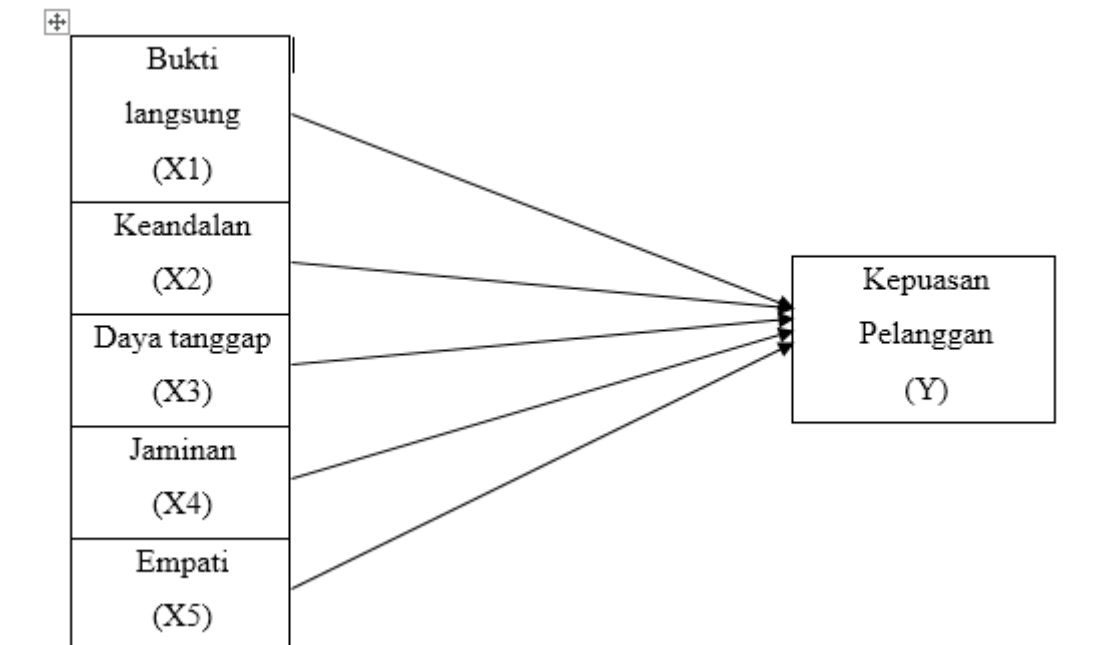 Bukti
langsung
(X1)
Keandalan
(X2)
Daya tanggap
(X3)
Jaminan
(X4)
Empati
(X5)
Kepuasan
Pelanggan
(Y)